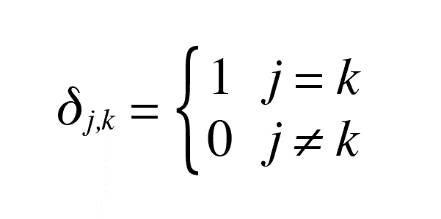 δj,k = { 1 j = k
0 j ≠ k